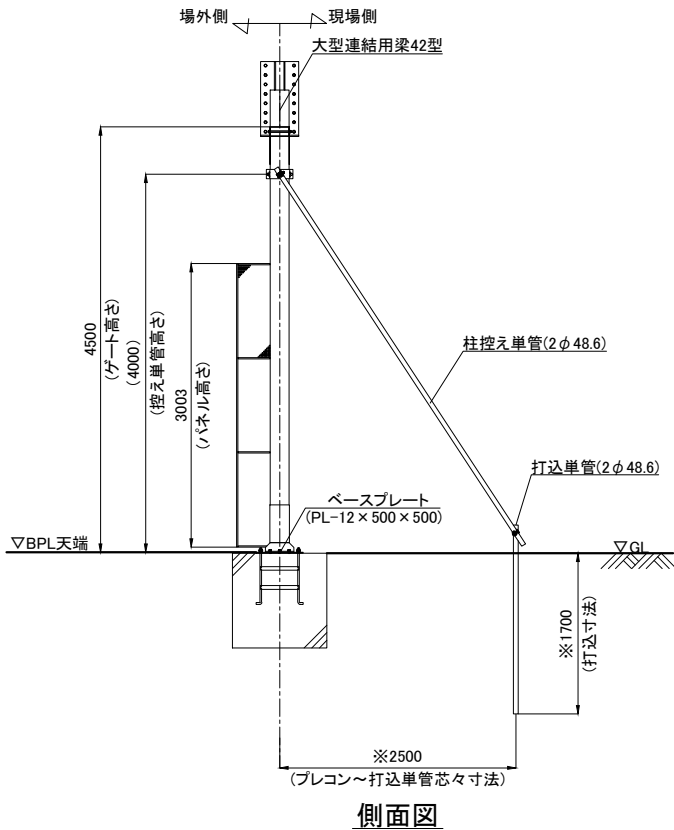 場外側
現場側
大型連結用梁42型
4500
(ゲート高さ)
(4000)
(控え単管高さ)
3003
(パネル高さ)
柱控え単管(2φ48.6)
打込単管(2φ48.6)
ベースプレート
(PL-12×500×500)
▽BPL天端
▽GL
※1700
(打込寸法)
※2500
(プレコン～打込単管芯々寸法)
側面図